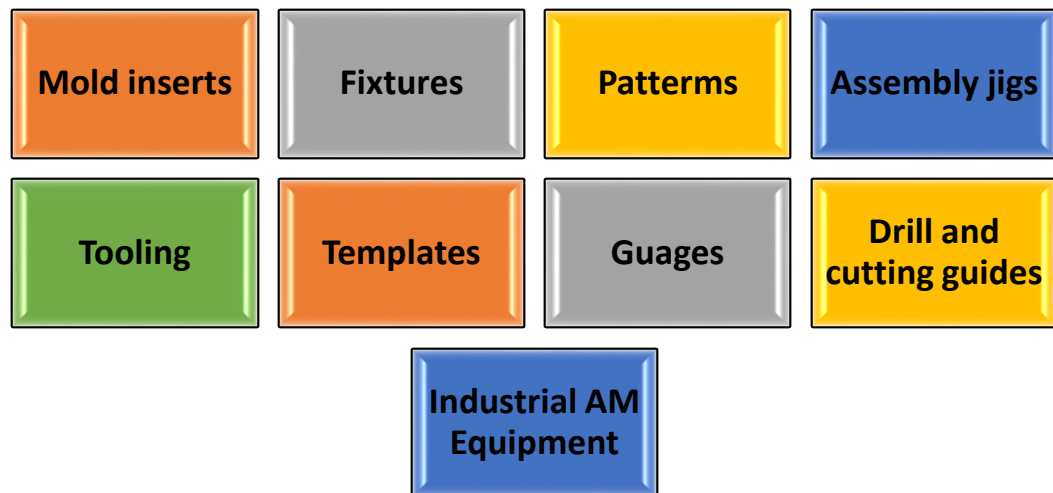 Mold inserts
Fixtures
Patterms
Assembly jigs
Tooling
Templates
Guages
Drill and
cutting guides
Industrial AM
Equipment